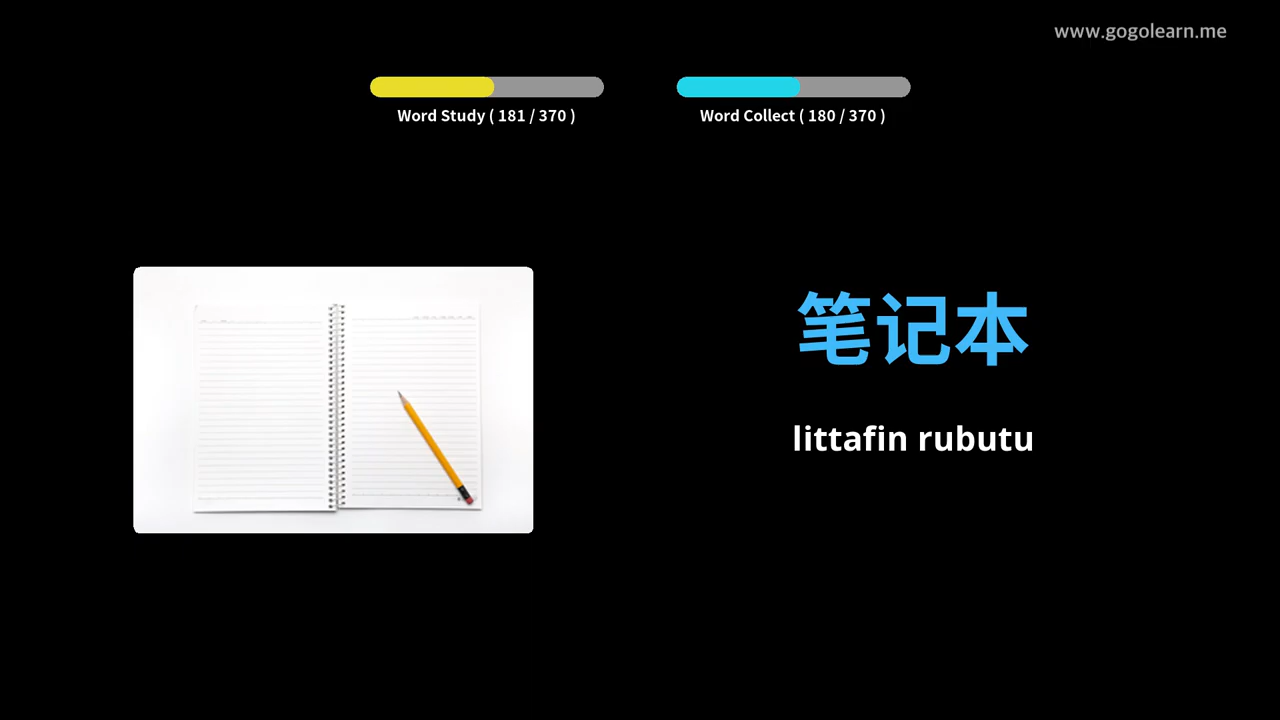 www.gogolearn.me
Word Study ( 181 / 370 )
Word Collect ( 180 / 370 )
笔记本
littafin rubutu